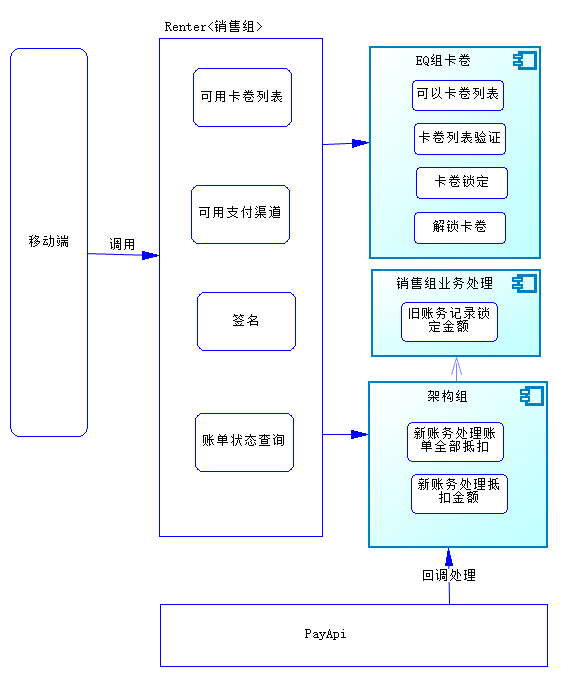 Renter<销售组>
移动端
调用
可用卡卷列表
可用支付渠道
签名
账单状态查询
EQ组卡卷
可以卡卷列表
卡卷列表验证
卡卷锁定
解锁卡卷
销售组业务处理
旧账务记录锁
定金额
架构组
新账务处理账
单全部抵扣
新账务处理抵
扣金额
回调处理
PayApi